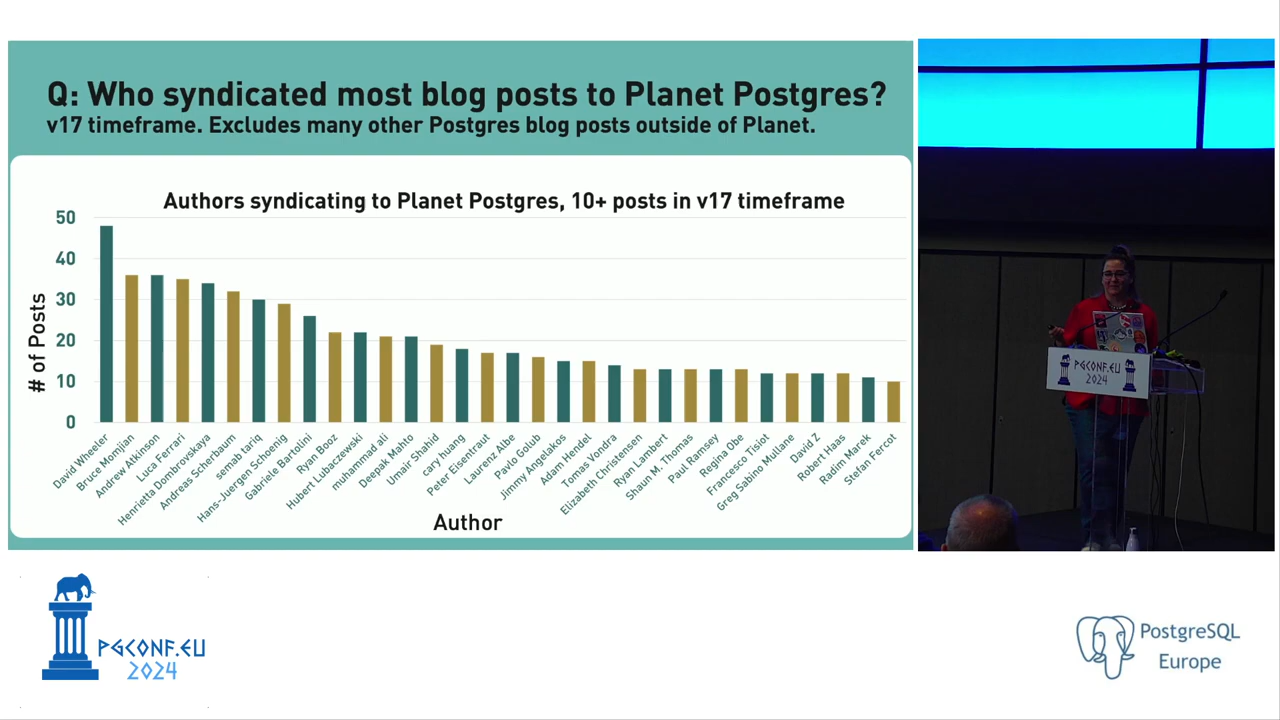 Q: Who syndicated most blog posts to Planet Postgres?
v17 timeframe. Excludes many other Postgres blog posts outside of Planet.
Authors syndicating to Planet Postgres, 10+ posts in v17 timeframe
# of Posts
50
40
30
20
10
0
David Wheeler
Bruce Momjian
Andrew Atkinson
Luca Ferrari
Henrietta Dombrovskaya
Andreas Scherbaum
semab tariq
Hans-Juergen Schoenig
Gabriele Bartolini
Ryan Booz
Hubert Lubaczewski
muhammad ali
Deepak Mahto
Umair Shahid
cary huang
Peter Eisentraut
Laurenz Albe
Pavlo Golub
Jimmy Angelakos
Adam Hendel
Tomas Vondra
Elizabeth Christensen
Ryan Lambert
Shaun M. Thomas
Paul Ramsey
Regina Obe
Francesco Tisiot
Greg Sabino Mullane
David Z
Robert Haas
Radim Marek
Stefan Fercot
Author
PGCONF.EU
2024
PGCONF.EU
2024
PostgreSQL
Europe